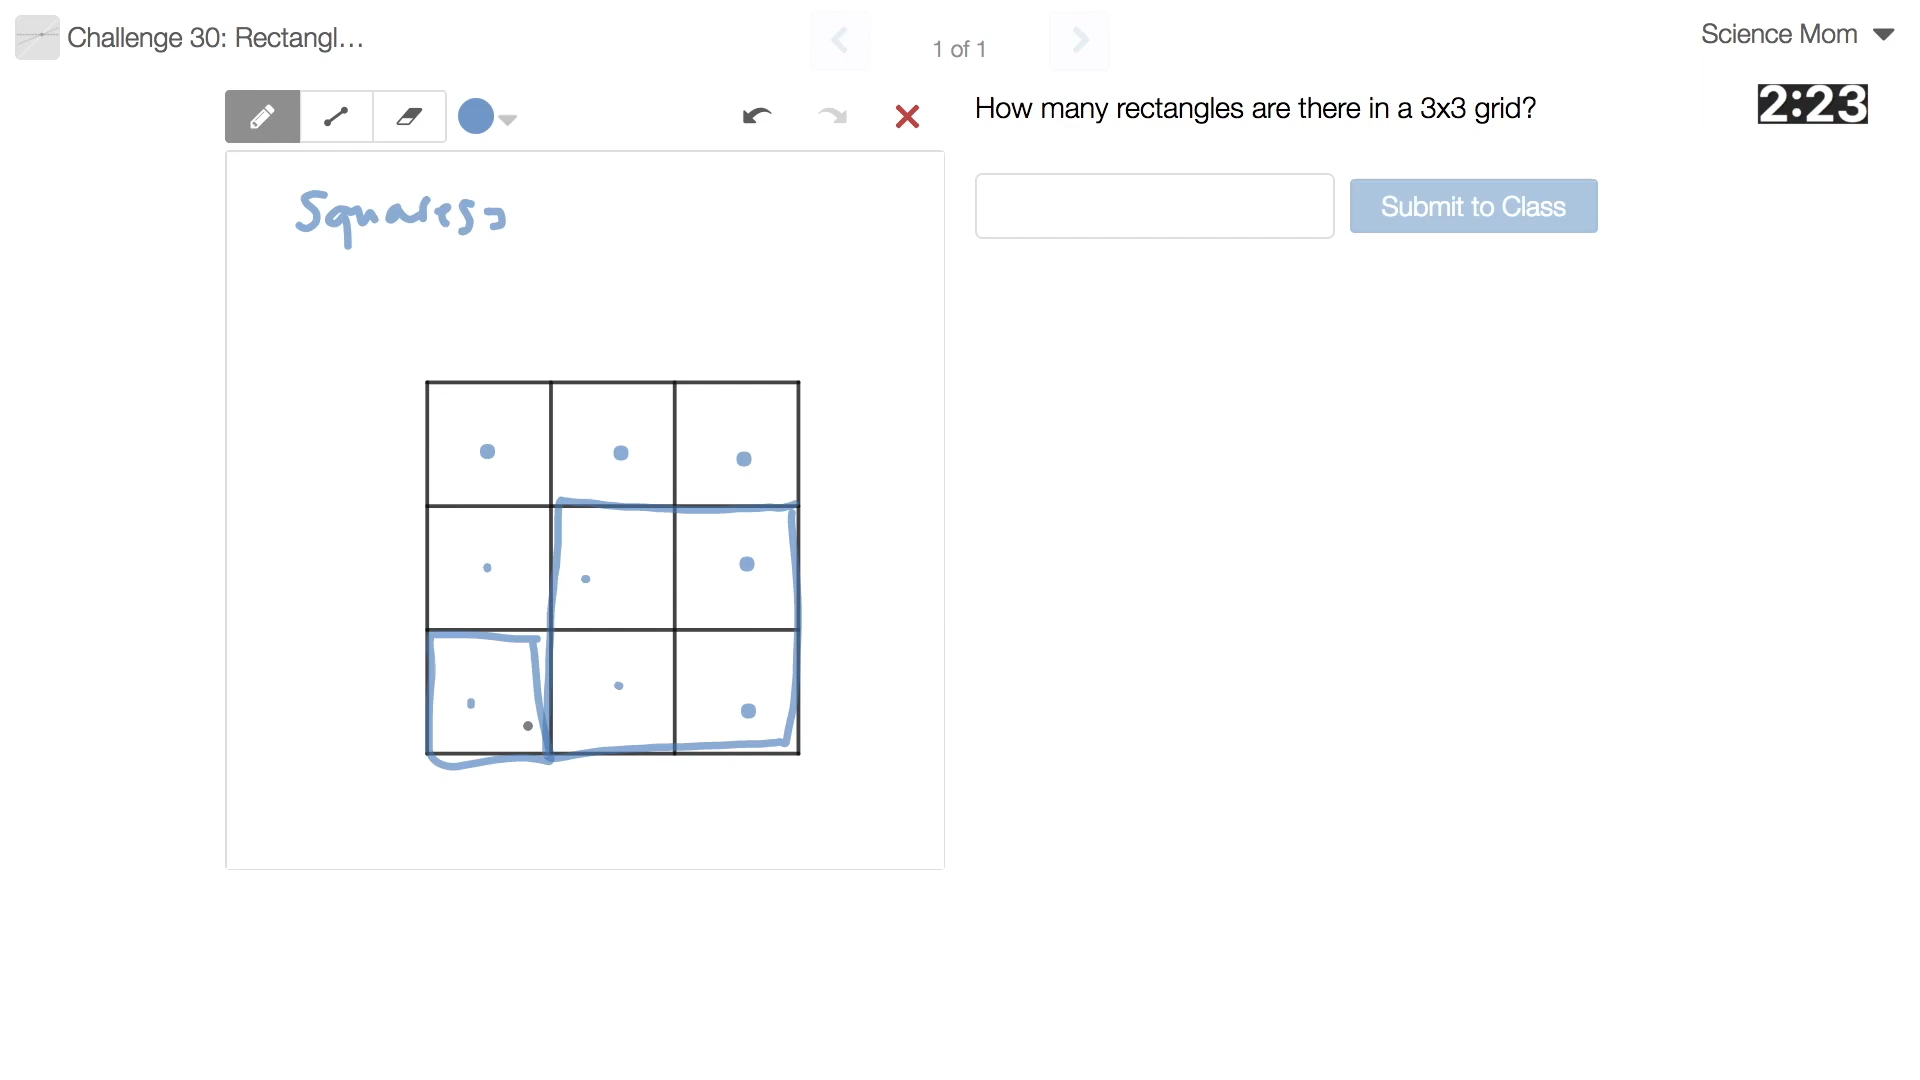 Challenge 30: Rectangl...
1 of 1
Science Mom
How many rectangles are there in a 3x3 grid?
2:23
Submit to Class
Squares